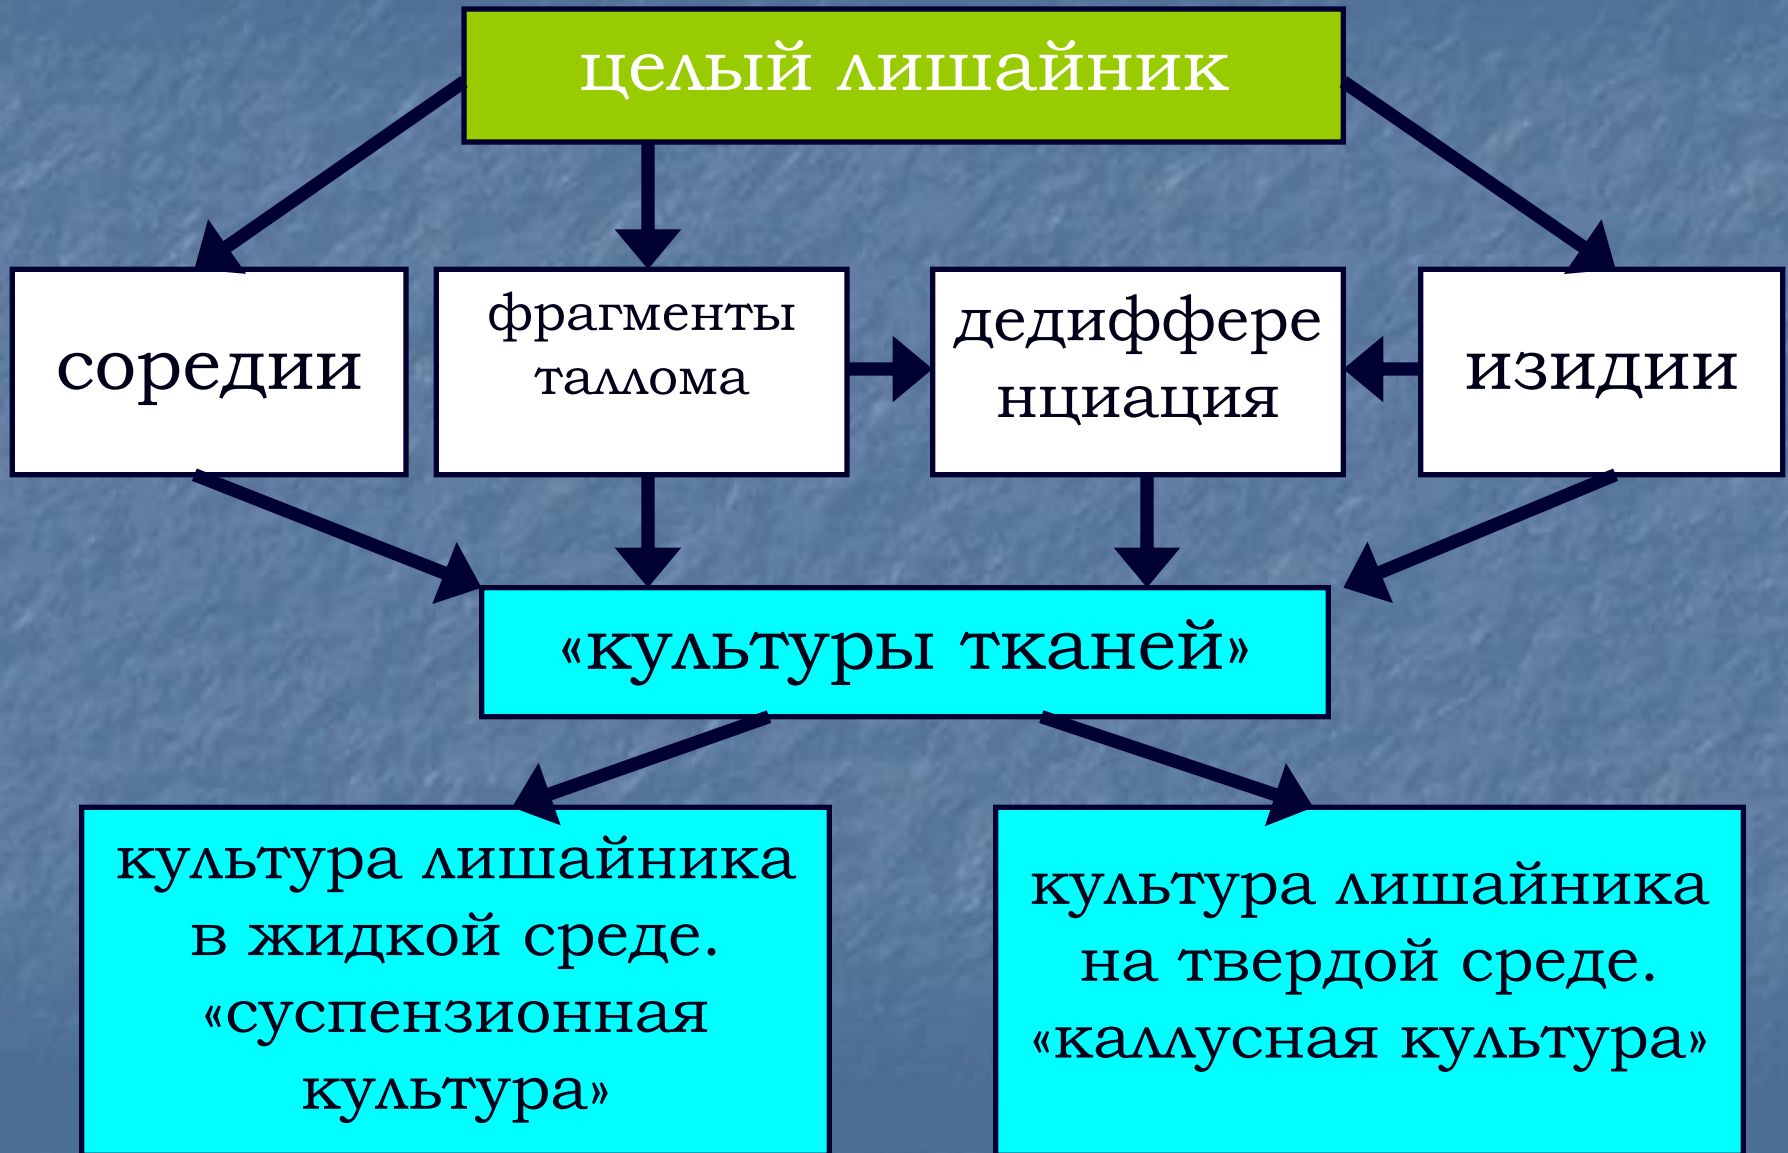 целый лишайник
соредии
фрагменты
таллома
дедиффере
нциация
изидии
«культуры тканей»
культура лишайника
в жидкой среде.
«суспензионная
культура»
культура лишайника
на твердой среде.
«каллусная культура»